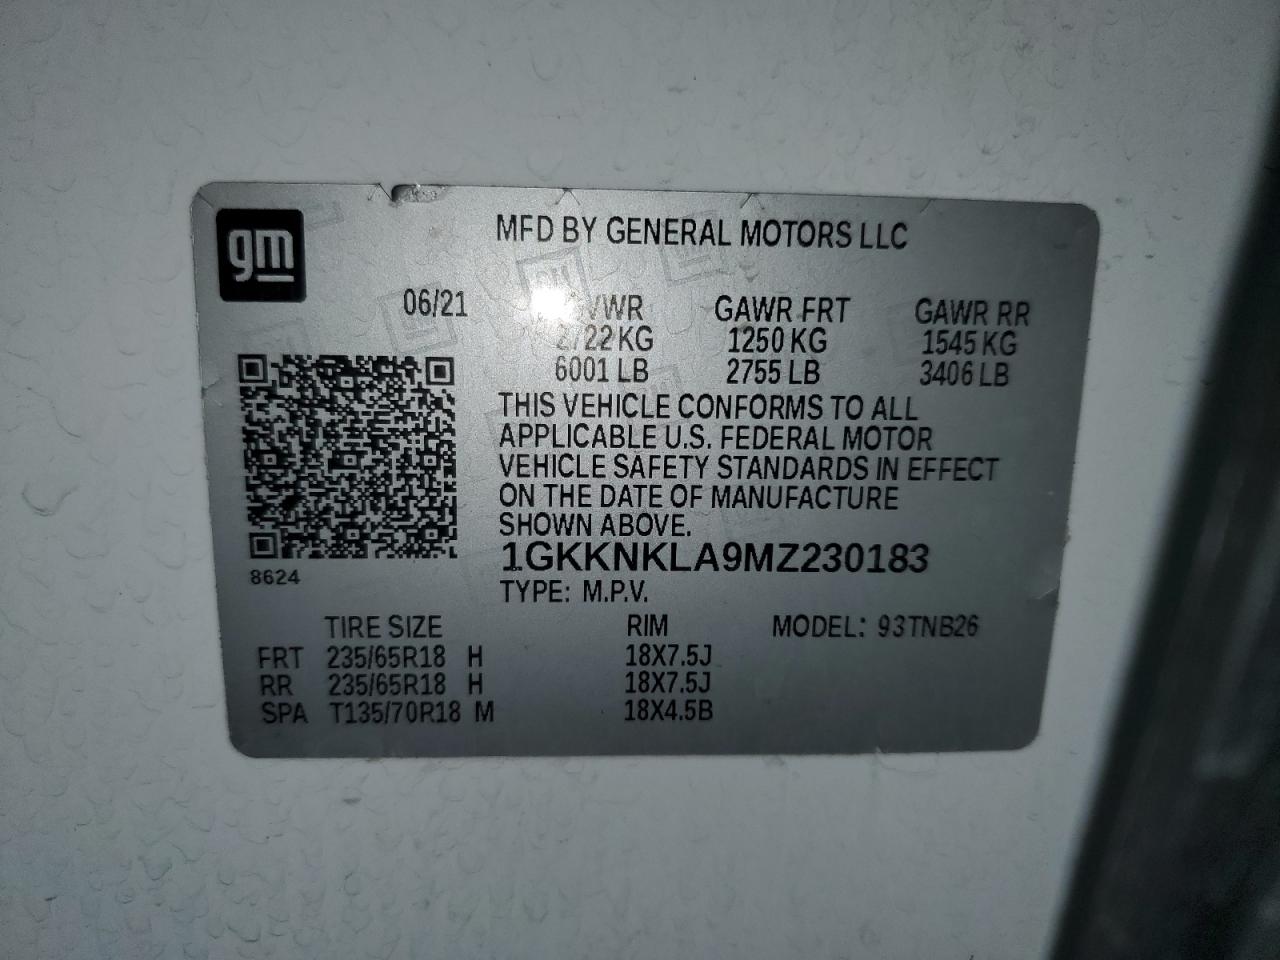 gm
MFD BY GENERAL MOTORS LLC
06/21
GVWR GAWR FRT GAWR RR
2722 KG 1250 KG 1545 KG
6001 LB 2755 LB 3406 LB
THIS VEHICLE CONFORMS TO ALL
APPLICABLE U.S. FEDERAL MOTOR
VEHICLE SAFETY STANDARDS IN EFFECT
ON THE DATE OF MANUFACTURE
SHOWN ABOVE.
1GKKNKLA9MZ230183
8624
TYPE: M.P.V.
TIRE SIZE RIM MODEL: 93TNB26
FRT 235/65R18 H 18X7.5J
RR 235/65R18 H 18X7.5J
SPA T135/70R18 M 18X4.5B